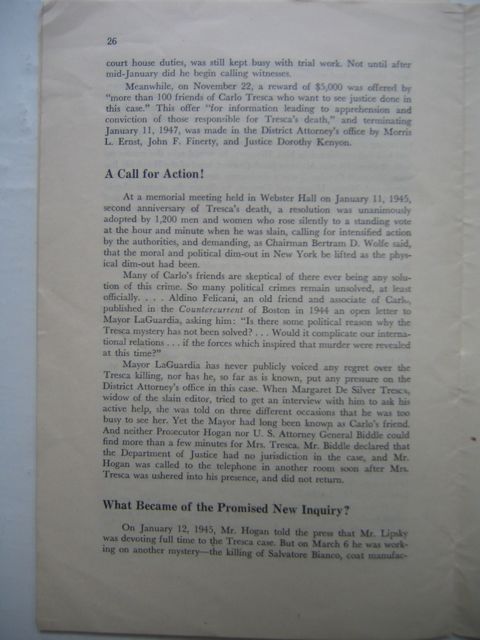 26
court house duties, was still kept busy with trial work. Not until after
mid-January did he begin calling witnesses.
Meanwhile, on November 22, a reward of $5,000 was offered by
"more than 100 friends of Carlo Tresca who want to see justice done in
this case." This offer "for information leading to apprehension and
conviction of those responsible for Tresca's death," and terminating
January 11, 1947, was made in the District Attorney's office by Morris
L. Ernst, John F. Finerty, and Justice Dorothy Kenyon.
A Call for Action!
At a memorial meeting held in Webster Hall on January 11, 1945,
second anniversary of Tresca's death, a resolution was unanimously
adopted by 1,200 men and women who rose silently to a standing vote
at the hour and minute when he was slain, calling for intensified action
by the authorities, and demanding, as Chairman Bertram D. Wolfe said,
that the moral and political dim-out in New York be lifted as the phys-
ical dim-out had been.
Many of Carlo's friends are skeptical of there ever being any solu-
tion of this crime. So many political crimes remain unsolved, at least
officially. . . . Aldino Felicani, an old friend and associate of Carlo,
published in the Countercurrent of Boston in 1944 an open letter to
Mayor LaGuardia, asking him: "Is there some political reason why the
Tresca mystery has not been solved? . . . Would it complicate our interna-
tional relations . . . if the forces which inspired that murder were revealed
at this time?"
Mayor LaGuardia has never publicly voiced any regret over the
Tresca killing, nor has he, so far as is known, put any pressure on the
District Attorney's office in this case. When Margaret De Silver Tresca,
widow of the slain editor, tried to get an interview with him to ask his
active help, she was told on three different occasions that he was too
busy to see her. Yet the Mayor had long been known as Carlo's friend.
And neither Prosecutor Hogan nor U. S. Attorney General Biddle could
find more than a few minutes for Mrs. Tresca. Mr. Biddle declared that
the Department of Justice had no jurisdiction in the case, and Mr.
Hogan was called to the telephone in another room soon after Mrs.
Tresca was ushered into his presence, and did not return.
What Became of the Promised New Inquiry?
On January 12, 1945, Mr. Hogan told the press that Mr. Lipsky
was devoting full time to the Tresca case. But on March 6 he was work-
ing on another mystery—the killing of Salvatore Bianco, coat manufac-